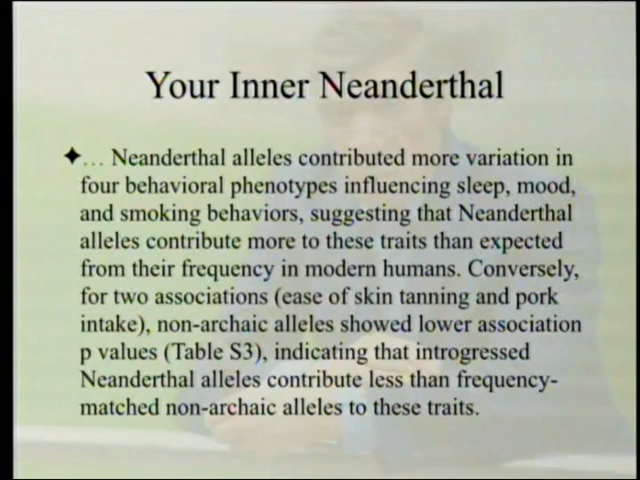 Your Inner Neanderthal
✦… Neanderthal alleles contributed more variation in
four behavioral phenotypes influencing sleep, mood,
and smoking behaviors, suggesting that Neanderthal
alleles contribute more to these traits than expected
from their frequency in modern humans. Conversely,
for two associations (ease of skin tanning and pork
intake), non-archaic alleles showed lower association
p values (Table S3), indicating that introgressed
Neanderthal alleles contribute less than frequency-
matched non-archaic alleles to these traits.